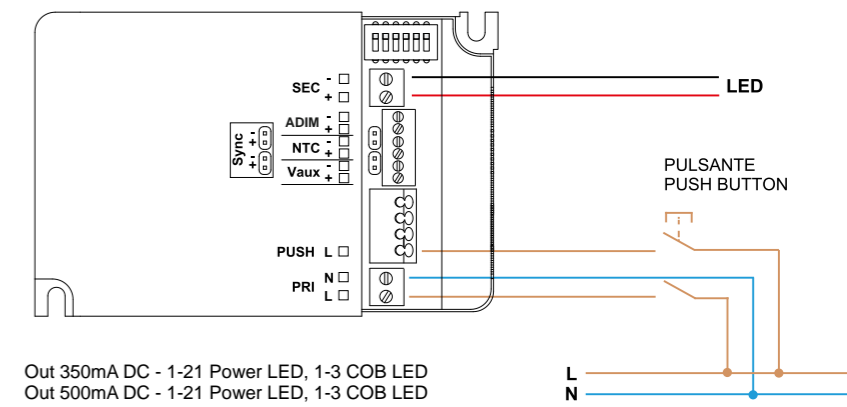 SEC -
+
LED
ADIM -
+
NTC -
+
Vaux -
+
Sync
+ -
+ -
PULSANTE
PUSH BUTTON
PUSH L
PRI N
L
Out 350mA DC - 1-21 Power LED, 1-3 COB LED
Out 500mA DC - 1-21 Power LED, 1-3 COB LED
L
N